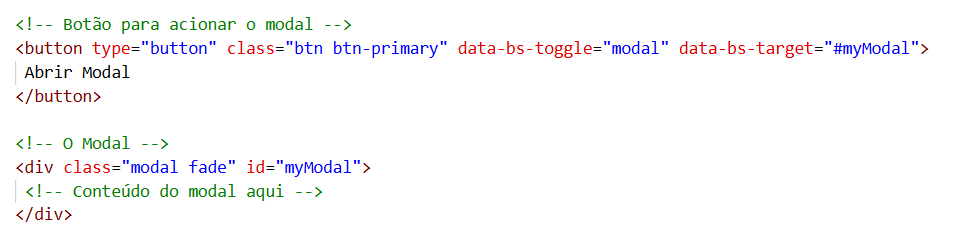 <!-- Botão para acionar o modal -->
<button type="button" class="btn btn-primary" data-bs-toggle="modal" data-bs-target="#myModal">
Abrir Modal
</button>
<!-- O Modal -->
<div class="modal fade" id="myModal">
<!-- Conteúdo do modal aqui -->
</div>